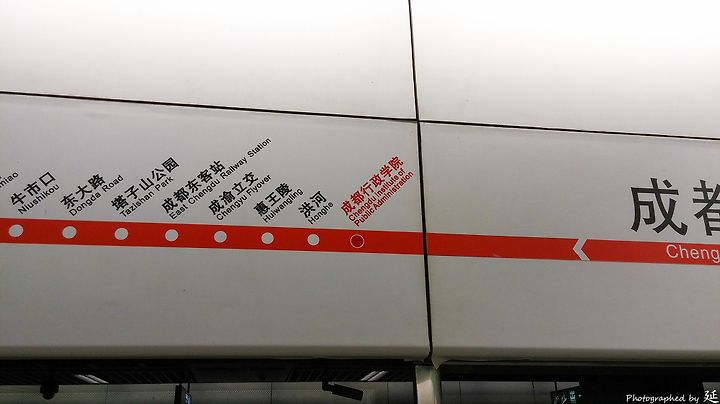 牛市口
Niushikou
东大路
Dongda Road
塔子山公园
Tazishan Park
成都东客站
East Chengdu Railway Station
成渝立交
Chengyu Flyover
惠王陵
Huiwangling
洪河
Honghe
成都行政学院
Chengdu Institute of
Public Administration
成都
Cheng
Photographed by 延